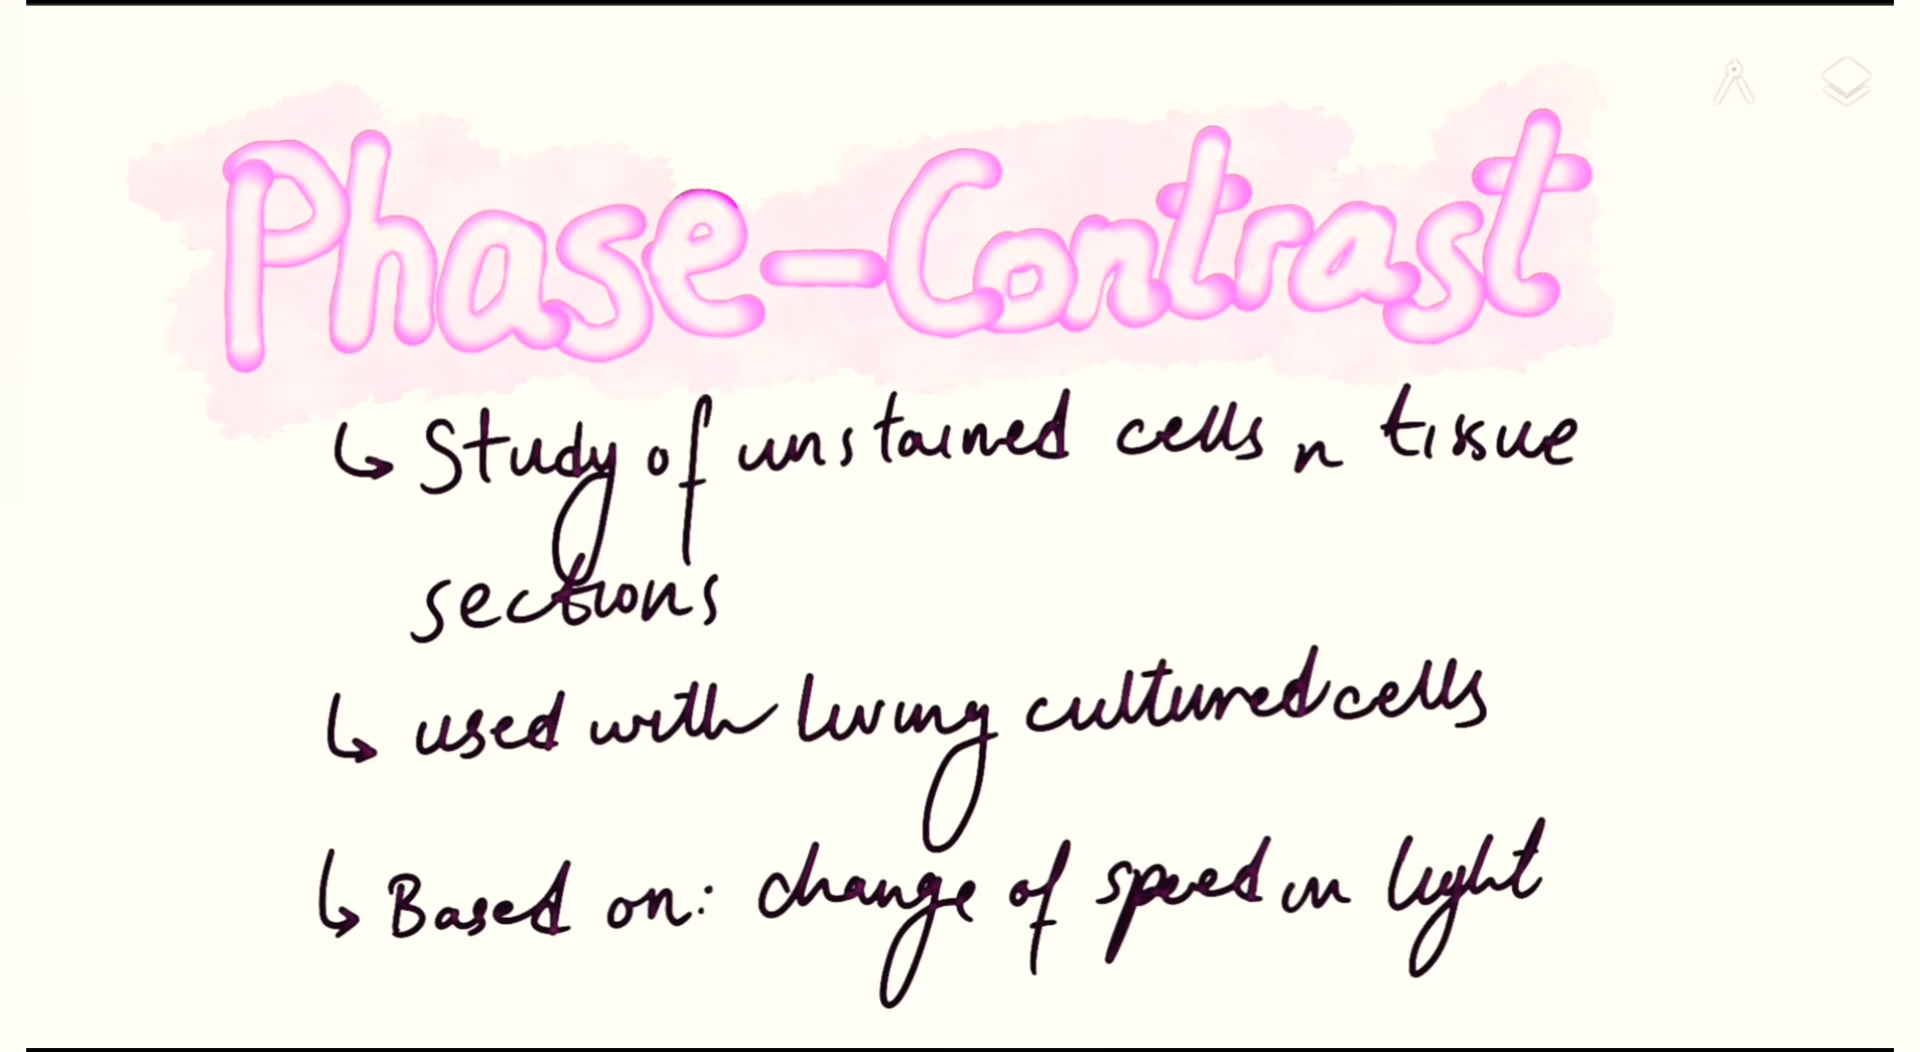 Phase-Contrast
↳ Study of unstained cells n tissue
sections
↳ used with living cultured cells
↳ Based on: change of speed in light